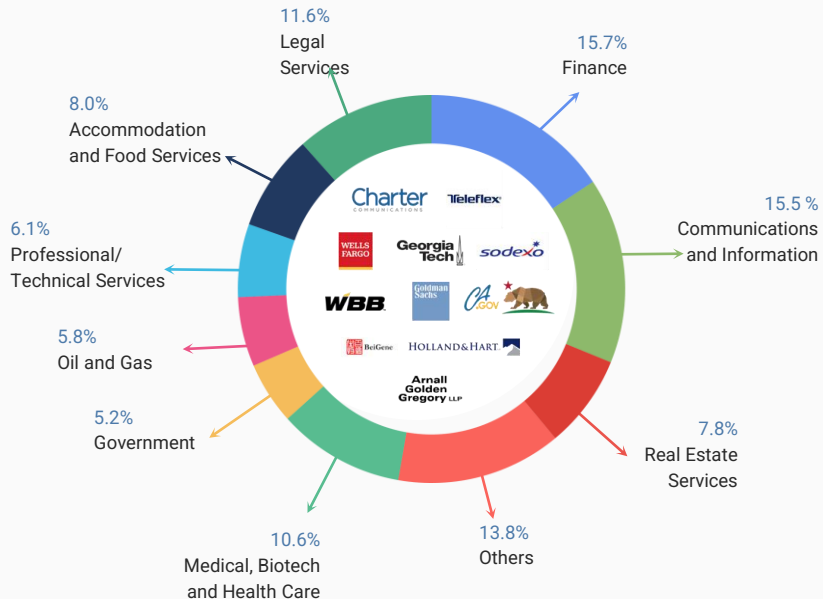 11.6%
Legal
Services
15.7%
Finance
8.0%
Accommodation
and Food Services
15.5 %
Communications
and Information
6.1%
Professional/
Technical Services
5.8%
Oil and Gas
5.2%
Government
7.8%
Real Estate
Services
10.6%
Medical, Biotech
and Health Care
13.8%
Others
Charter
COMMUNICATIONS
Teleflex
WELLS
FARGO
Georgia
Tech
sodexo
WBB
Goldman
Sachs
CA
.GOV
BeiGene
HOLLAND&HART
Arnall
Golden
Gregory LLP